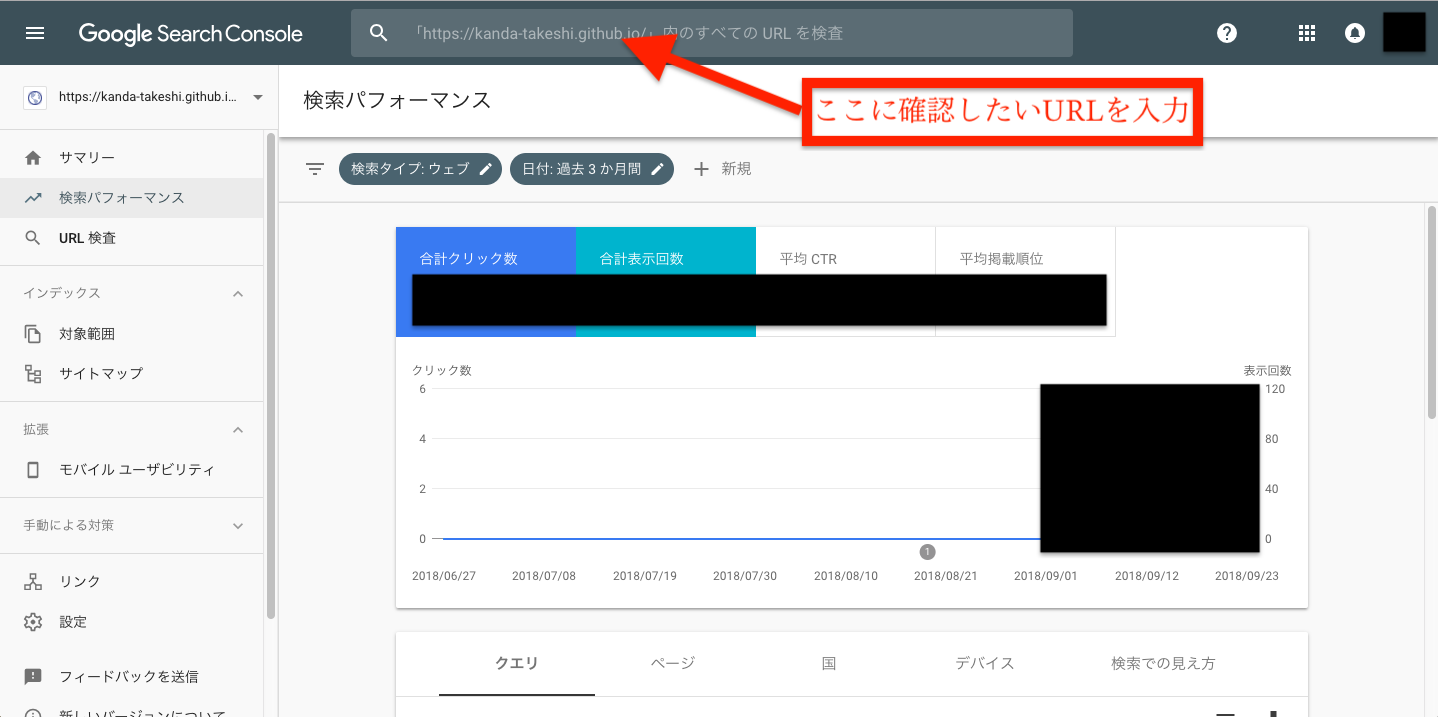 Google Search Console
「https://kanda-takeshi.github.io/」内のすべての URL を検査
https://kanda-takeshi.github.i...
検索パフォーマンス
ここに確認したいURLを入力
サマリー
検索パフォーマンス
URL 検査
インデックス
対象範囲
サイトマップ
拡張
モバイル ユーザビリティ
手動による対策
リンク
設定
フィードバックを送信
新しいバージョンについて
検索タイプ: ウェブ
日付: 過去 3 か月間
新規
合計クリック数
合計表示回数
平均 CTR
平均掲載順位
クリック数
表示回数
6
120
4
80
2
40
0
0
1
2018/06/27
2018/07/08
2018/07/19
2018/07/30
2018/08/10
2018/08/21
2018/09/01
2018/09/12
2018/09/23
クエリ
ページ
国
デバイス
検索での見え方